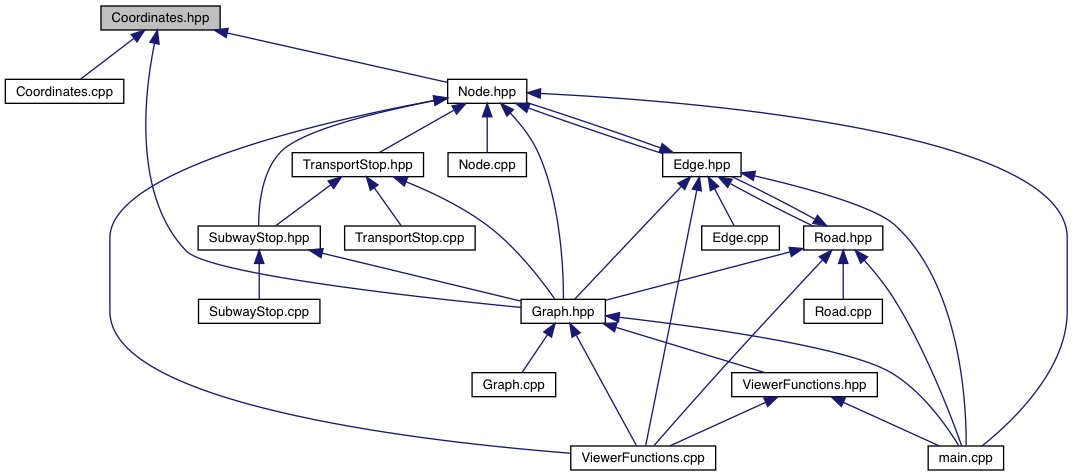 Coordinates.hpp
Coordinates.cpp
Node.hpp
TransportStop.hpp
Node.cpp
Edge.hpp
SubwayStop.hpp
TransportStop.cpp
Edge.cpp
Road.hpp
SubwayStop.cpp
Graph.hpp
Road.cpp
Graph.cpp
ViewerFunctions.hpp
ViewerFunctions.cpp
main.cpp